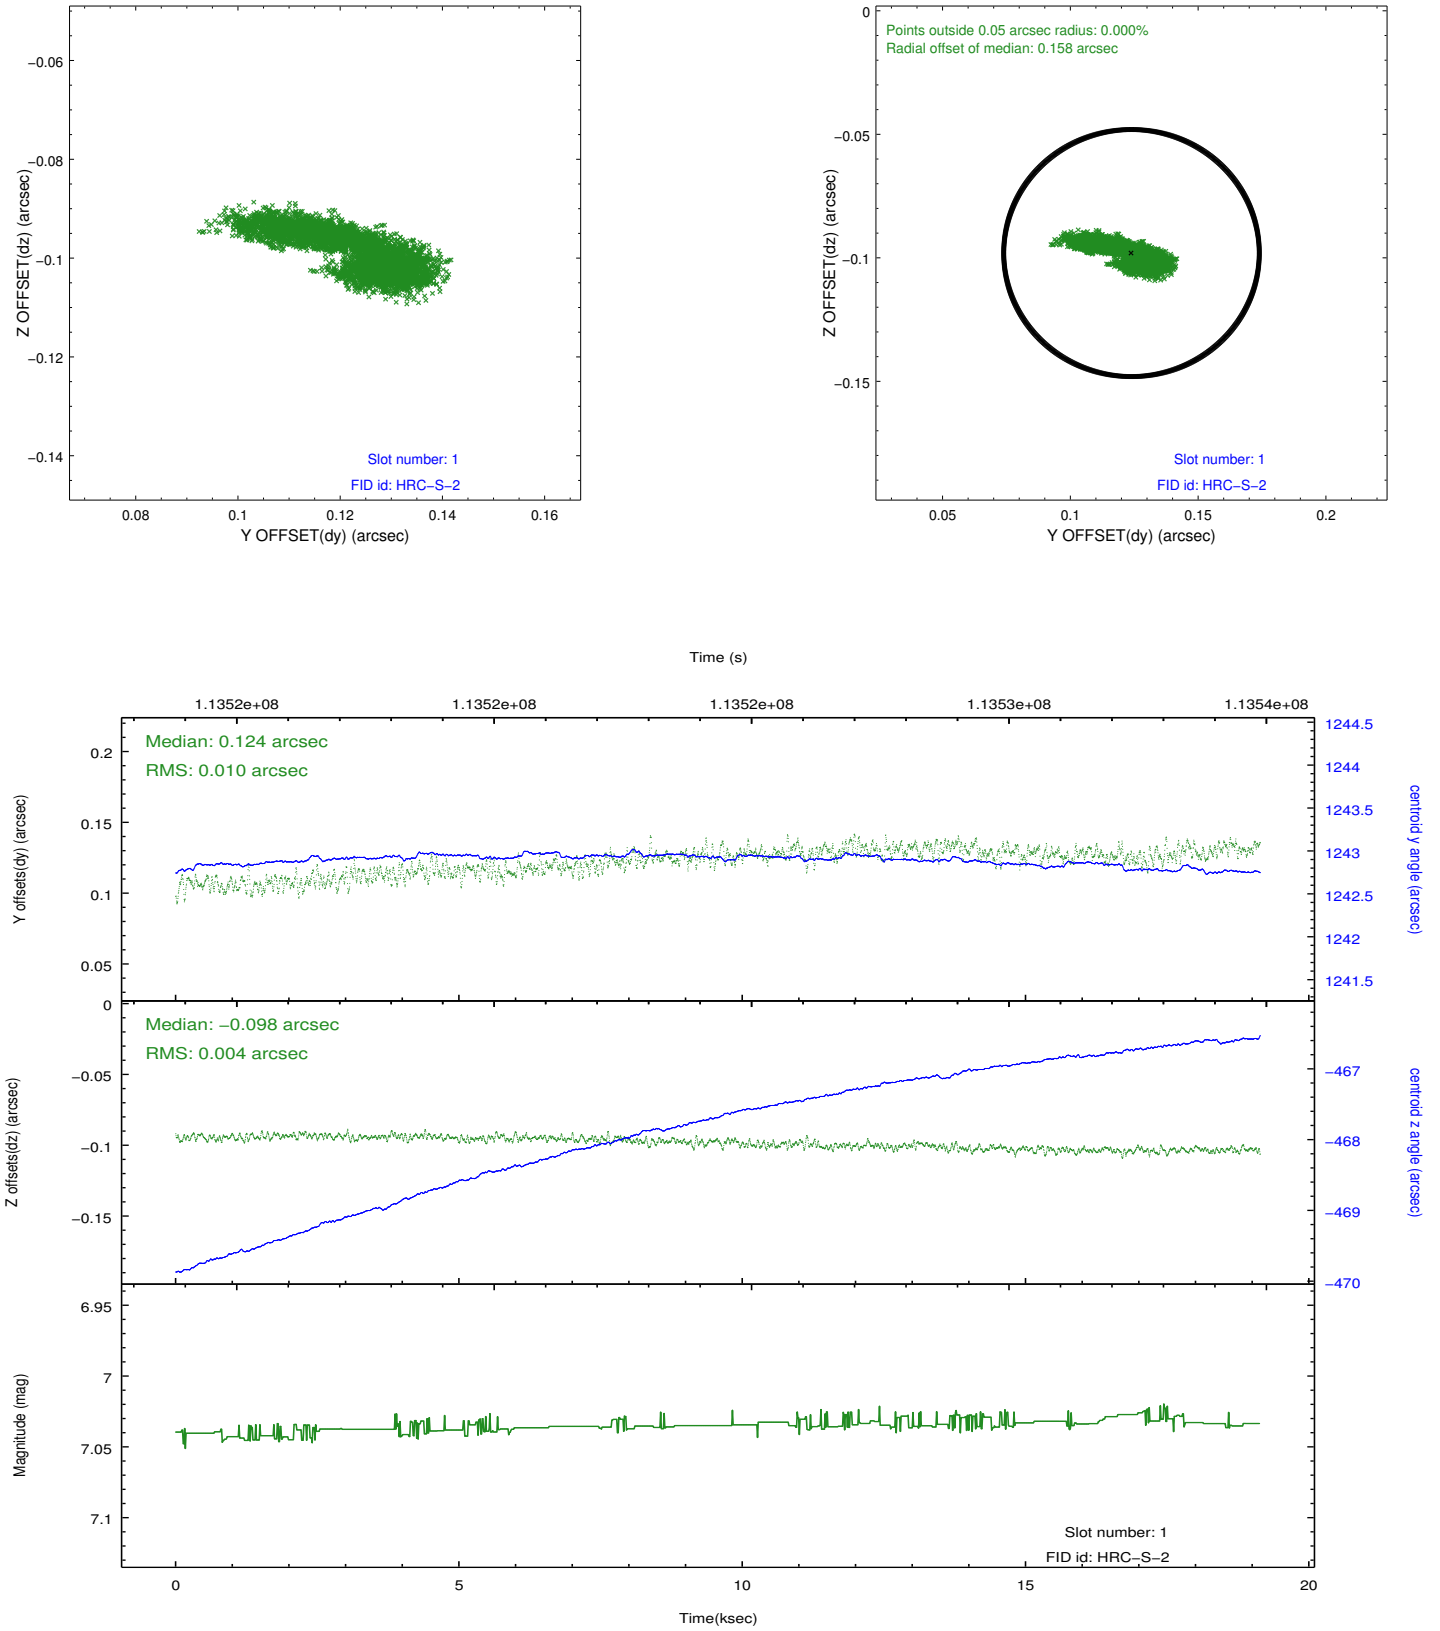 −0.06
−0.08
−0.1
−0.12
−0.14
Z OFFSET(dz) (arcsec)
Slot number: 1
FID id: HRC−S−2
0.08
0.1
0.12
0.14
0.16
Y OFFSET(dy) (arcsec)
Points outside 0.05 arcsec radius: 0.000%
Radial offset of median: 0.158 arcsec
0
−0.05
−0.1
−0.15
Z OFFSET(dz) (arcsec)
Slot number: 1
FID id: HRC−S−2
0.05
0.1
0.15
0.2
Y OFFSET(dy) (arcsec)
Time (s)
1.1352e+08
1.1352e+08
1.1352e+08
1.1353e+08
1.1354e+08
Median: 0.124 arcsec
RMS: 0.010 arcsec
0.2
0.15
0.1
0.05
Y offsets(dy) (arcsec)
1244.5
1244
1243.5
1243
1242.5
1242
1241.5
centroid y angle (arcsec)
Median: −0.098 arcsec
RMS: 0.004 arcsec
0
−0.05
−0.1
−0.15
Z offsets(dz) (arcsec)
−467
−468
−469
−470
centroid z angle (arcsec)
6.95
7
7.05
7.1
Magnitude (mag)
Slot number: 1
FID id: HRC−S−2
0
5
10
15
20
Time(ksec)